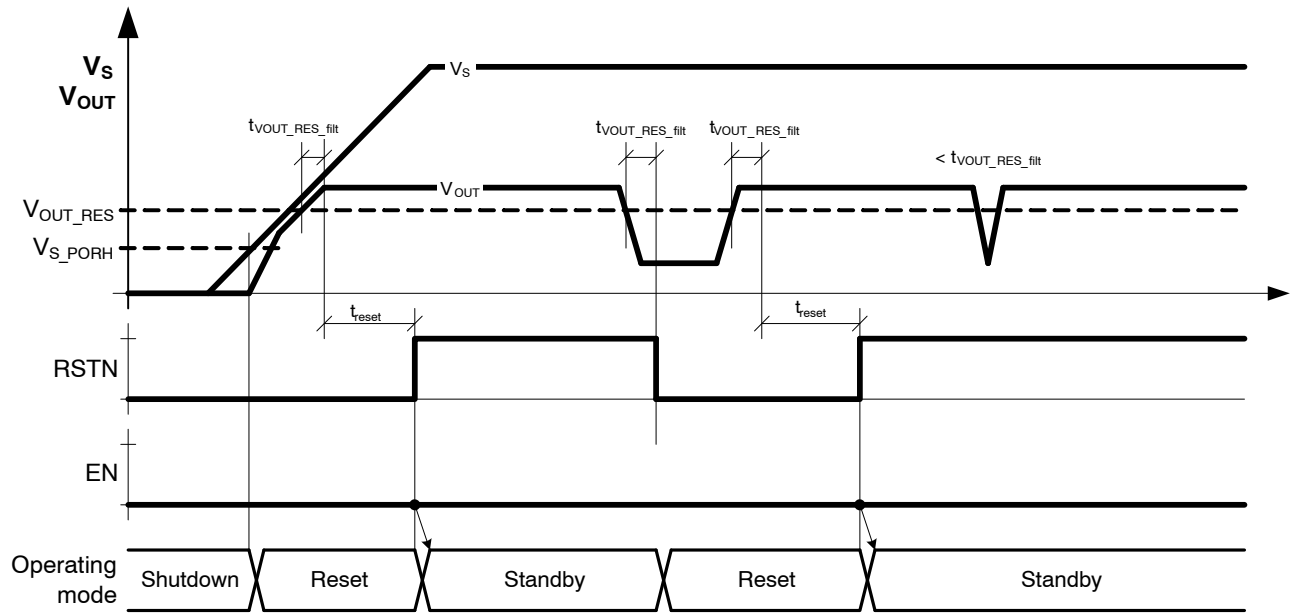 VS
VOUT
VS
tVOUT_RES_filt
tVOUT_RES_filt
tVOUT_RES_filt
< tVOUT_RES_filt
VOUT
VOUT_RES
VS_PORH
treset
treset
RSTN
EN
Operating
mode
Shutdown
Reset
Standby
Reset
Standby